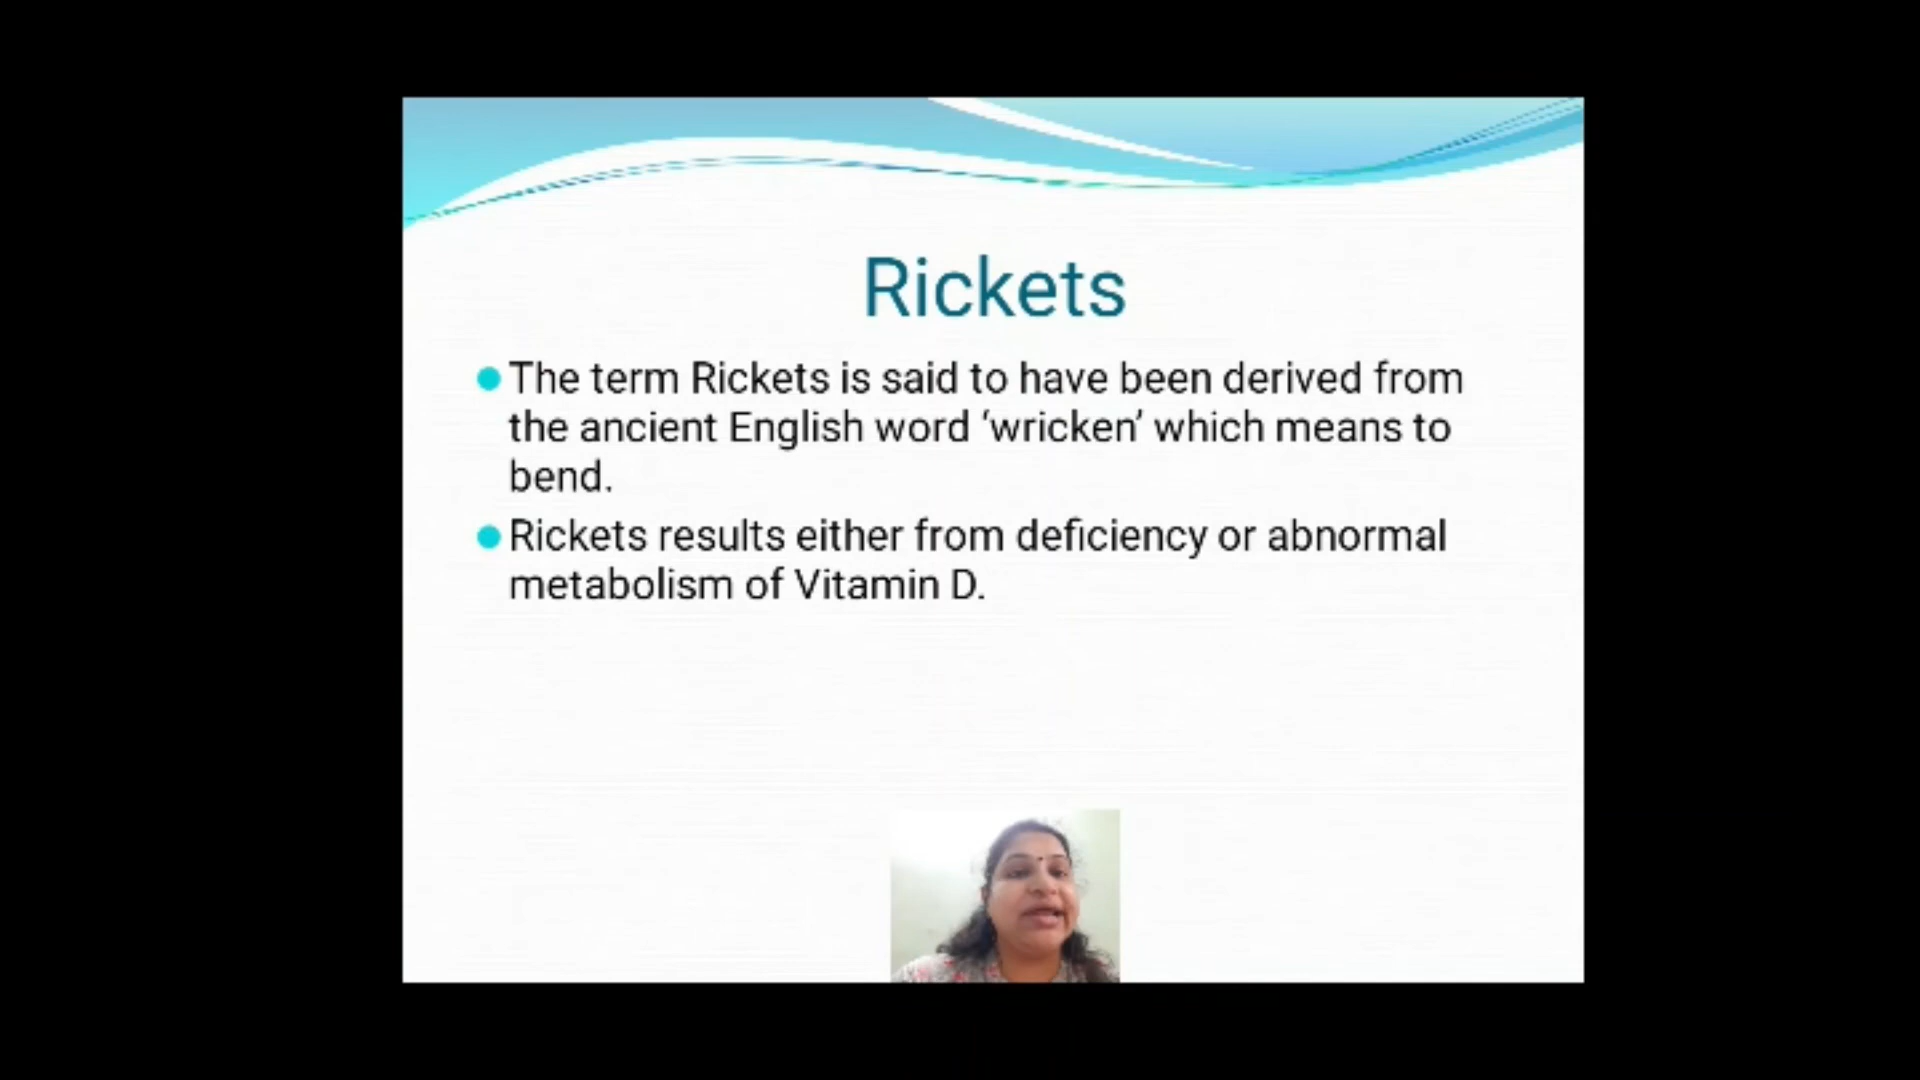 Rickets
The term Rickets is said to have been derived from
the ancient English word ‘wricken’ which means to
bend.
Rickets results either from deficiency or abnormal
metabolism of Vitamin D.